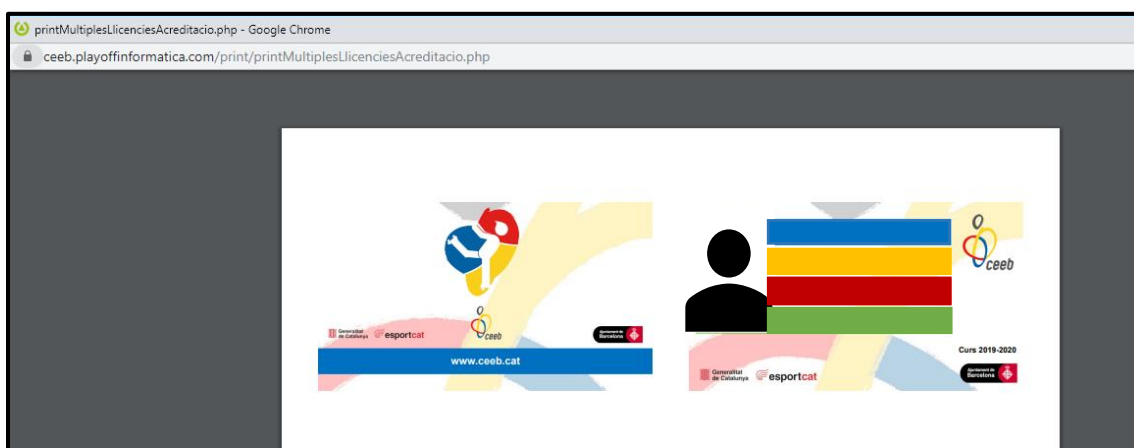 printMultiplesLlicenciesAcreditacio.php - Google Chrome
ceeb.playoffinformatica.com/print/printMultiplesLlicenciesAcreditacio.php
ceeb
Generalitat
de Catalunya
esportcat
ceeb
Ajuntament de
Barcelona
www.ceeb.cat
Curs 2019-2020
Generalitat
de Catalunya
esportcat
Ajuntament de
Barcelona